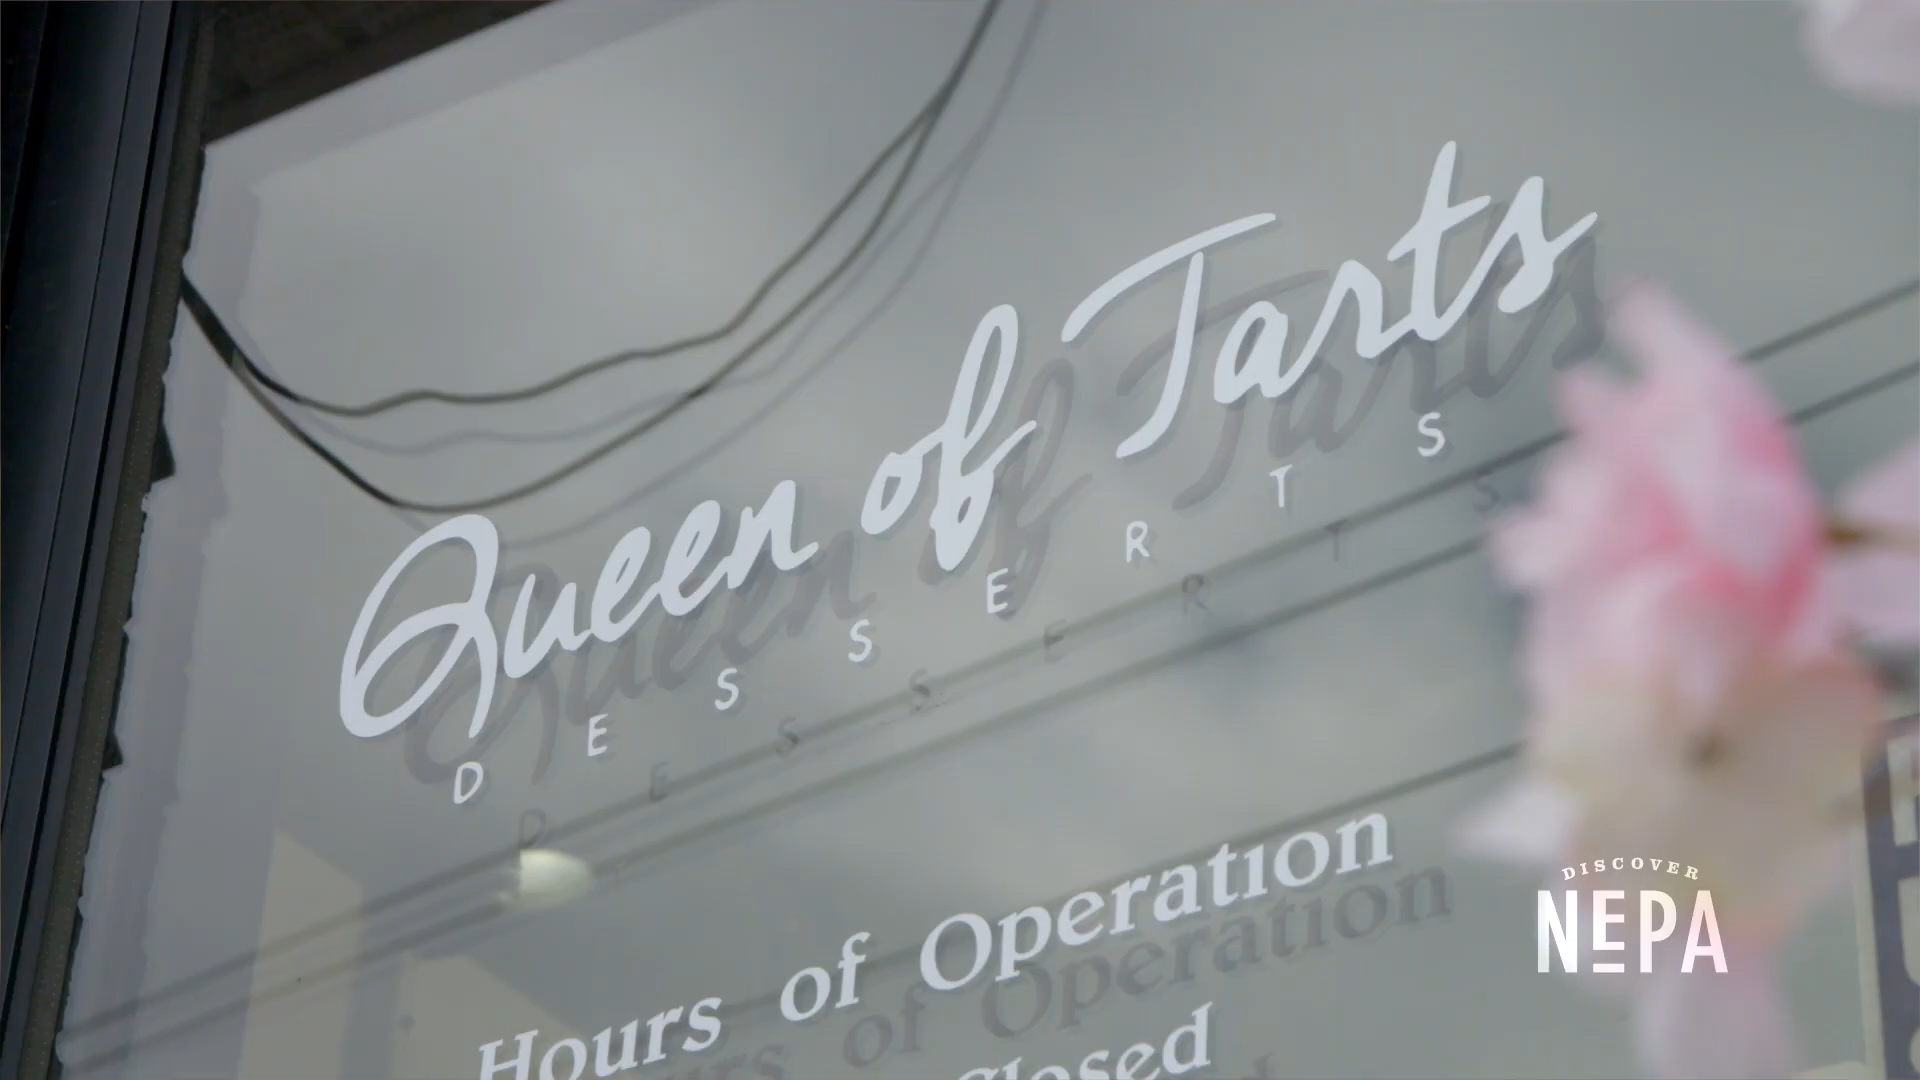 Queen of Tarts
DESSERTS
Hours of Operation
Closed
DISCOVER
NEPA